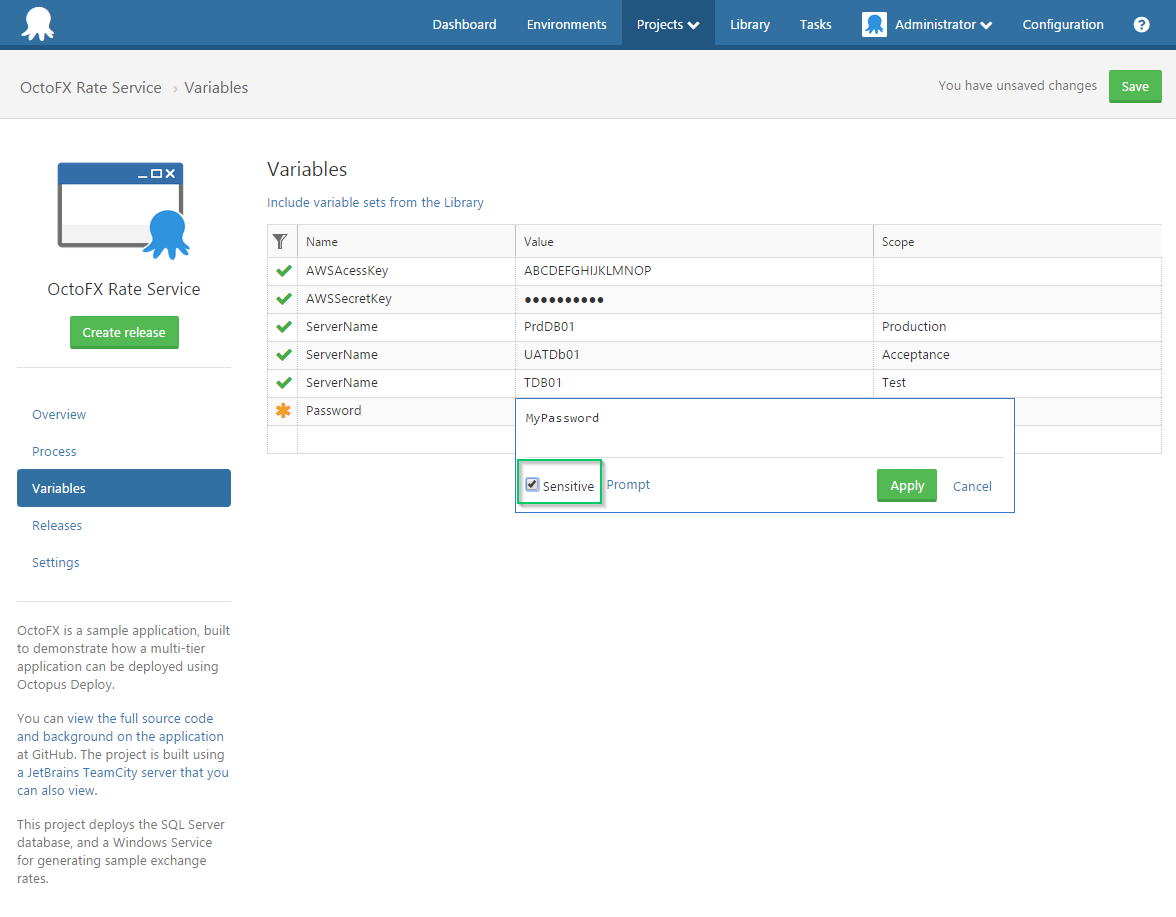 Dashboard Environments Projects Library Tasks Administrator Configuration ?
OctoFX Rate Service › Variables
You have unsaved changes Save
OctoFX Rate Service
Create release
Overview
Process
Variables
Releases
Settings
OctoFX is a sample application, built
to demonstrate how a multi-tier
application can be deployed using
Octopus Deploy.
You can view the full source code
and background on the application
at GitHub. The project is built using
a JetBrains TeamCity server that you
can also view.
This project deploys the SQL Server
database, and a Windows Service
for generating sample exchange
rates.
Variables
Include variable sets from the Library
Name Value Scope
AWSAcessKey ABCDEFGHIJKLMNOP
AWSSecretKey ●●●●●●●●●●
ServerName PrdDB01 Production
ServerName UATDb01 Acceptance
ServerName TDB01 Test
Password
MyPassword
Sensitive Prompt Apply Cancel